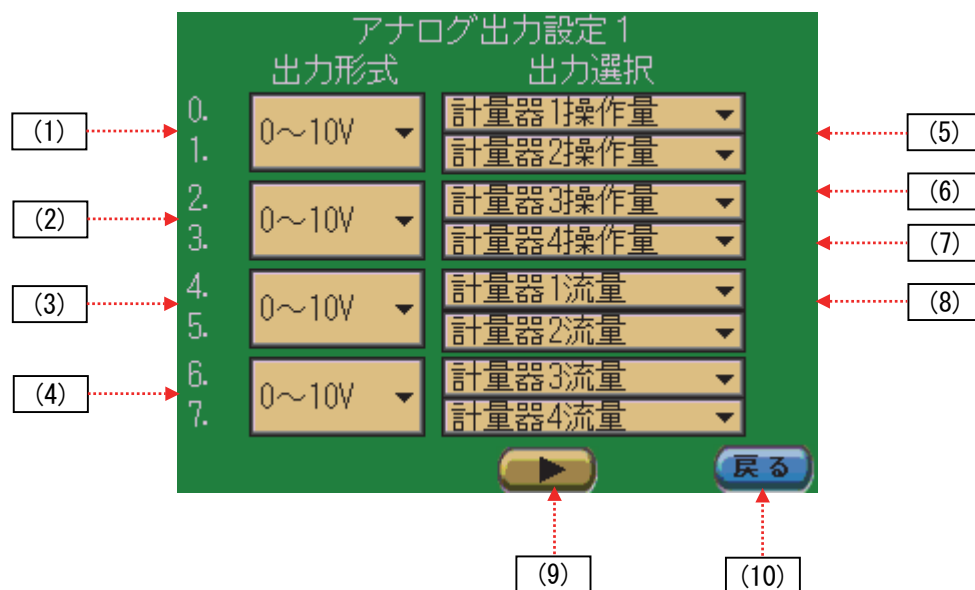 アナログ出力設定1
出力形式 出力選択
0. 0～10V 計量器1操作量
1. 計量器2操作量
2. 0～10V 計量器3操作量
3. 計量器4操作量
4. 0～10V 計量器1流量
5. 計量器2流量
6. 0～10V 計量器3流量
7. 計量器4流量
戻る
(1)
(2)
(3)
(4)
(5)
(6)
(7)
(8)
(9)
(10)